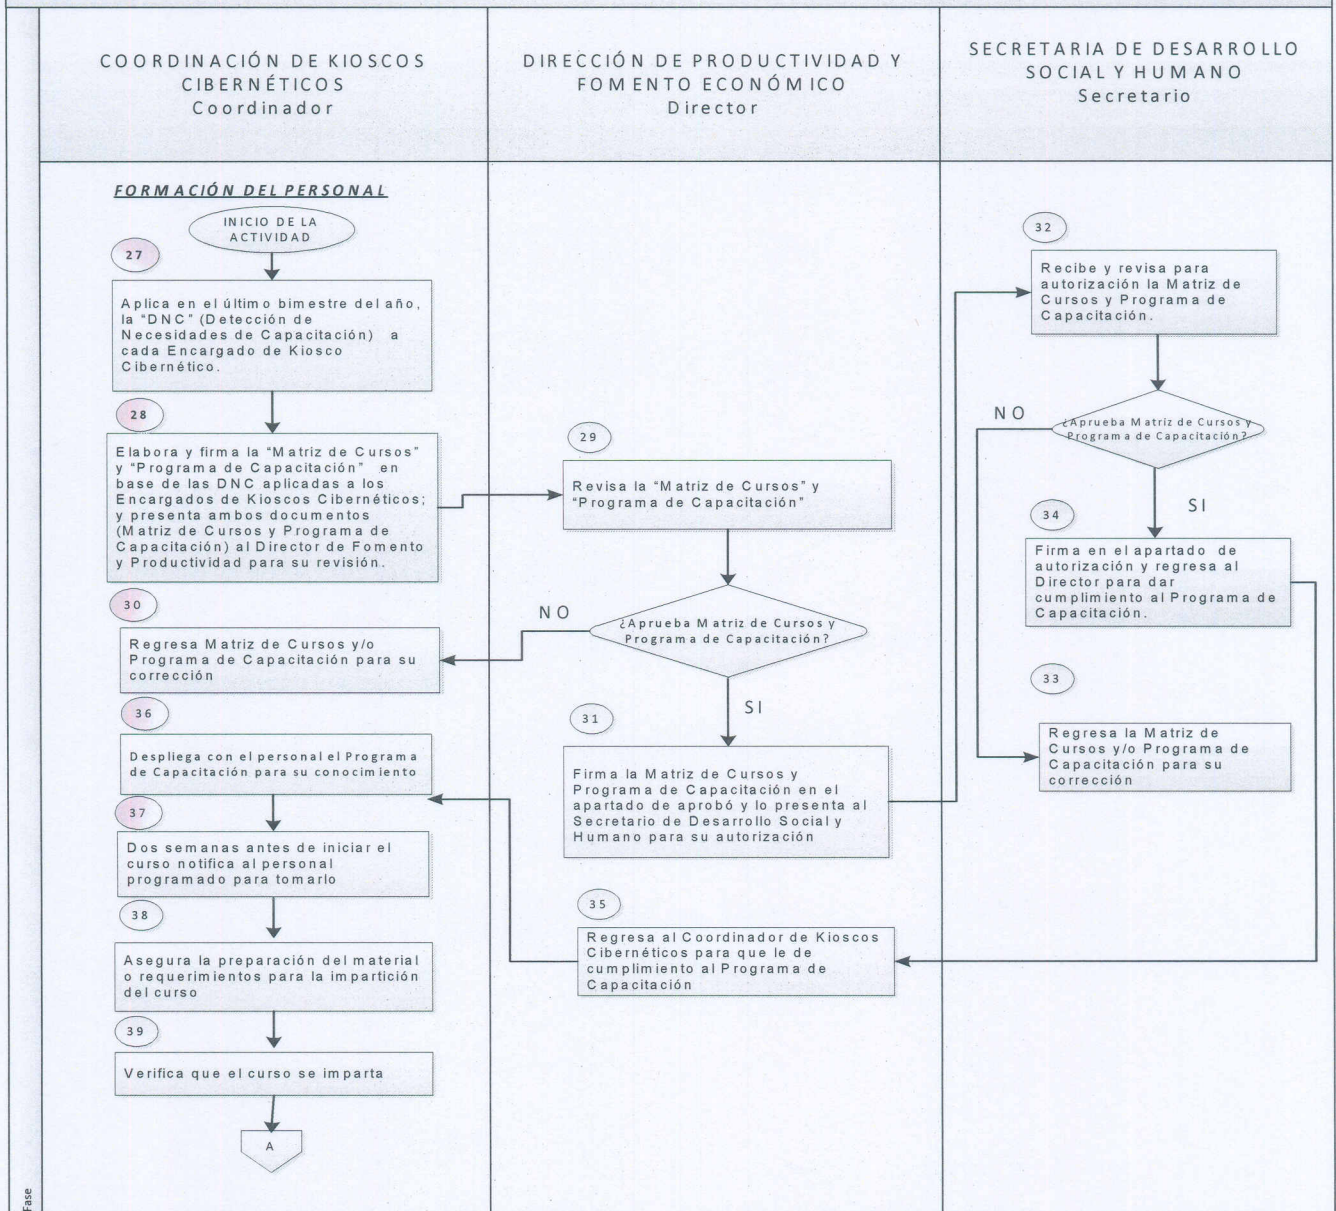 COORDINACIÓN DE KIOSCOS
CIBERNÉTICOS
Coordinador
DIRECCIÓN DE PRODUCTIVIDAD Y
FOMENTO ECONÓMICO
Director
SECRETARIA DE DESARROLLO
SOCIAL Y HUMANO
Secretario
FORMACIÓN DEL PERSONAL
INICIO DE LA
ACTIVIDAD
27
Aplica en el último bimestre del año,
la "DNC" (Detección de
Necesidades de Capacitación) a
cada Encargado de Kiosco
Cibernético.
28
Elabora y firma la "Matriz de Cursos"
y "Programa de Capacitación" en
base de las DNC aplicadas a los
Encargados de Kioscos Cibernéticos;
y presenta ambos documentos
(Matriz de Cursos y Programa de
Capacitación) al Director de Fomento
y Productividad para su revisión.
29
Revisa la "Matriz de Cursos" y
"Programa de Capacitación"
¿Aprueba Matriz de Cursos y
Programa de Capacitación?
NO
30
Regresa Matriz de Cursos y/o
Programa de Capacitación para su
corrección
SI
31
Firma la Matriz de Cursos y
Programa de Capacitación en el
apartado de aprobó y lo presenta al
Secretario de Desarrollo Social y
Humano para su autorización
32
Recibe y revisa para
autorización la Matriz de
Cursos y Programa de
Capacitación.
¿Aprueba Matriz de Cursos y
Programa de Capacitación?
NO
SI
34
Firma en el apartado de
autorización y regresa al
Director para dar
cumplimiento al Programa de
Capacitación.
33
Regresa la Matriz de
Cursos y/o Programa de
Capacitación para su
corrección
35
Regresa al Coordinador de Kioscos
Cibernéticos para que le de
cumplimiento al Programa de
Capacitación
36
Despliega con el personal el Programa
de Capacitación para su conocimiento
37
Dos semanas antes de iniciar el
curso notifica al personal
programado para tomarlo
38
Asegura la preparación del material
o requerimientos para la impartición
del curso
39
Verifica que el curso se imparta
A
Fase